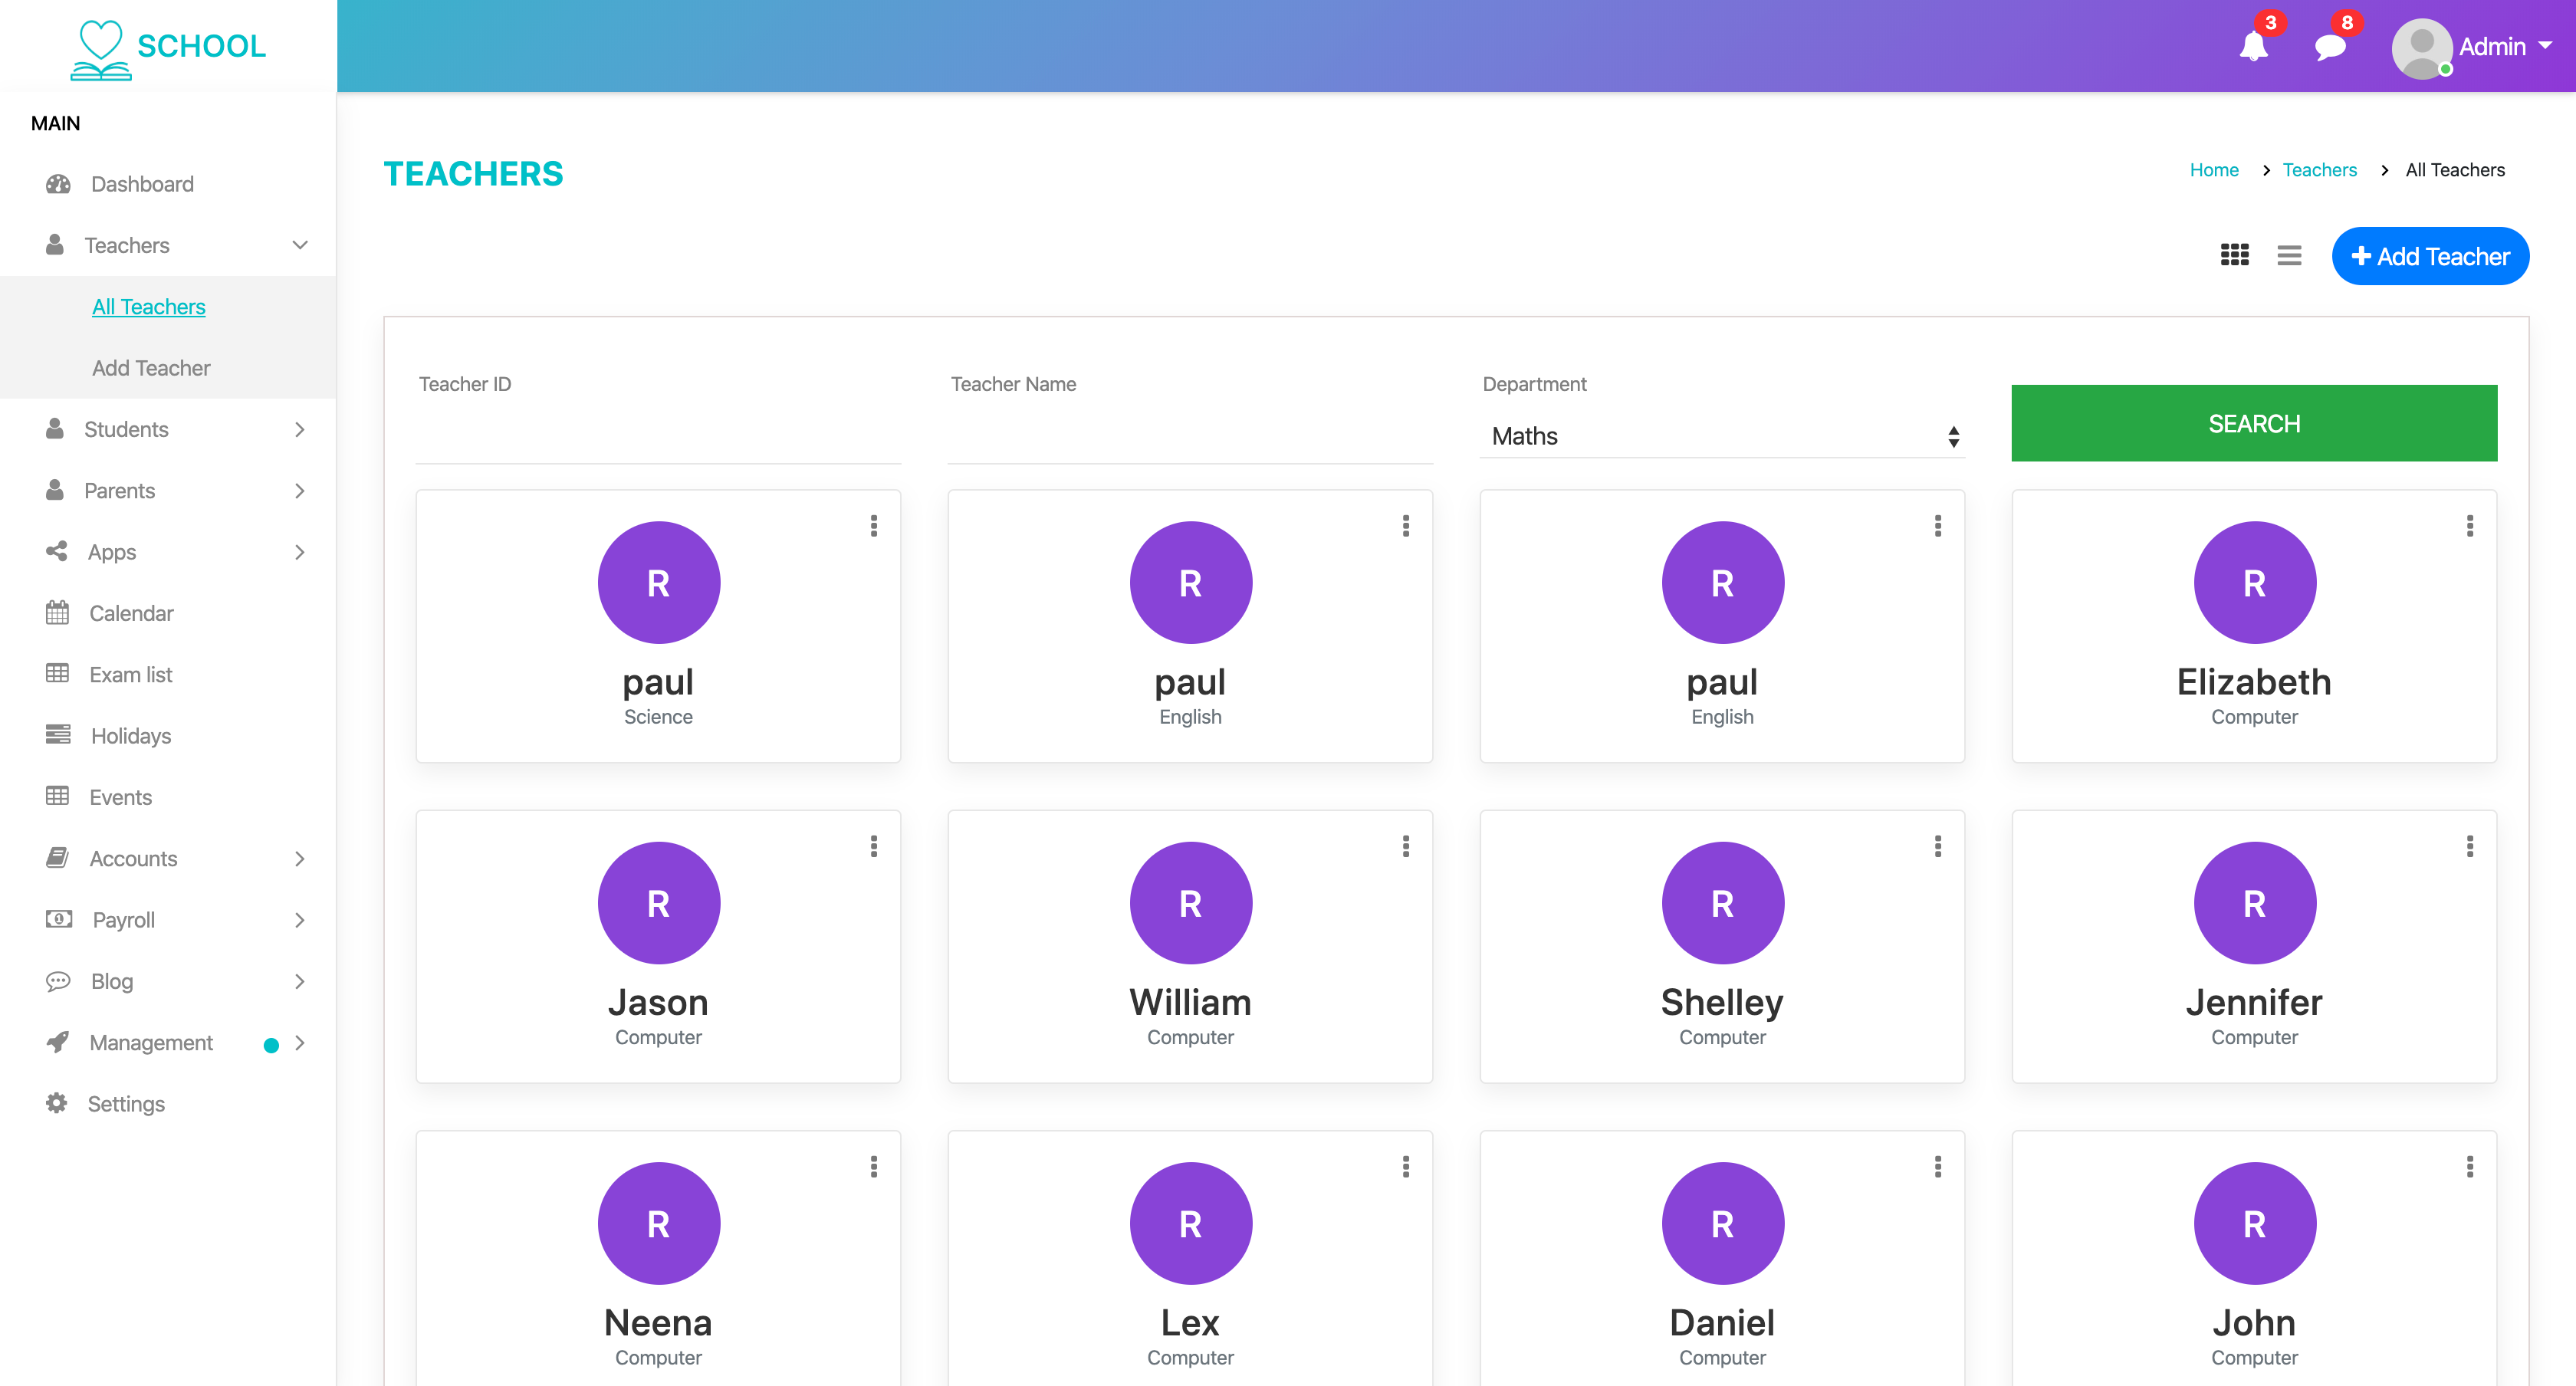 SCHOOL
3
8
Admin
MAIN
Dashboard
Teachers
All Teachers
Add Teacher
Students
Parents
Apps
Calendar
Exam list
Holidays
Events
Accounts
Payroll
Blog
Management
Settings
TEACHERS
Home > Teachers > All Teachers
Add Teacher
Teacher ID
Teacher Name
Department
Maths
SEARCH
R
paul
Science
R
paul
English
R
paul
English
R
Elizabeth
Computer
R
Jason
Computer
R
William
Computer
R
Shelley
Computer
R
Jennifer
Computer
R
Neena
Computer
R
Lex
Computer
R
Daniel
Computer
R
John
Computer